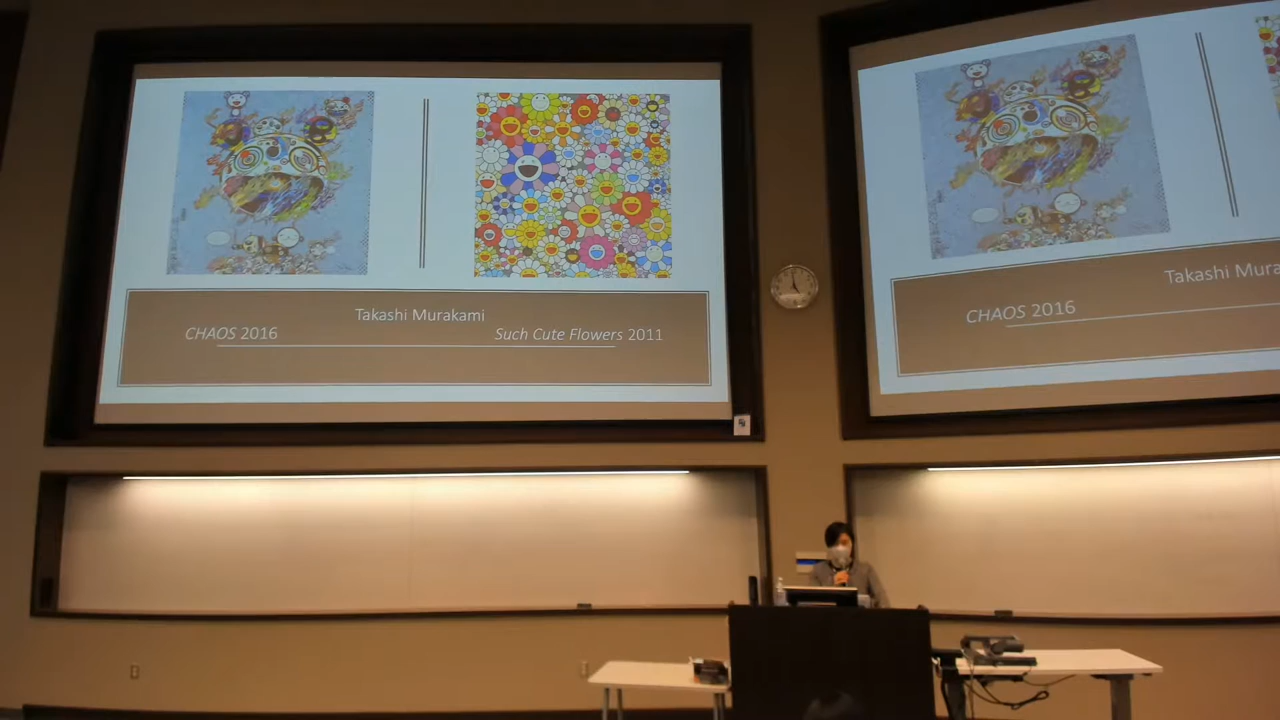 Takashi Murakami
CHAOS 2016
Such Cute Flowers 2011
Takashi Mura
CHAOS 2016